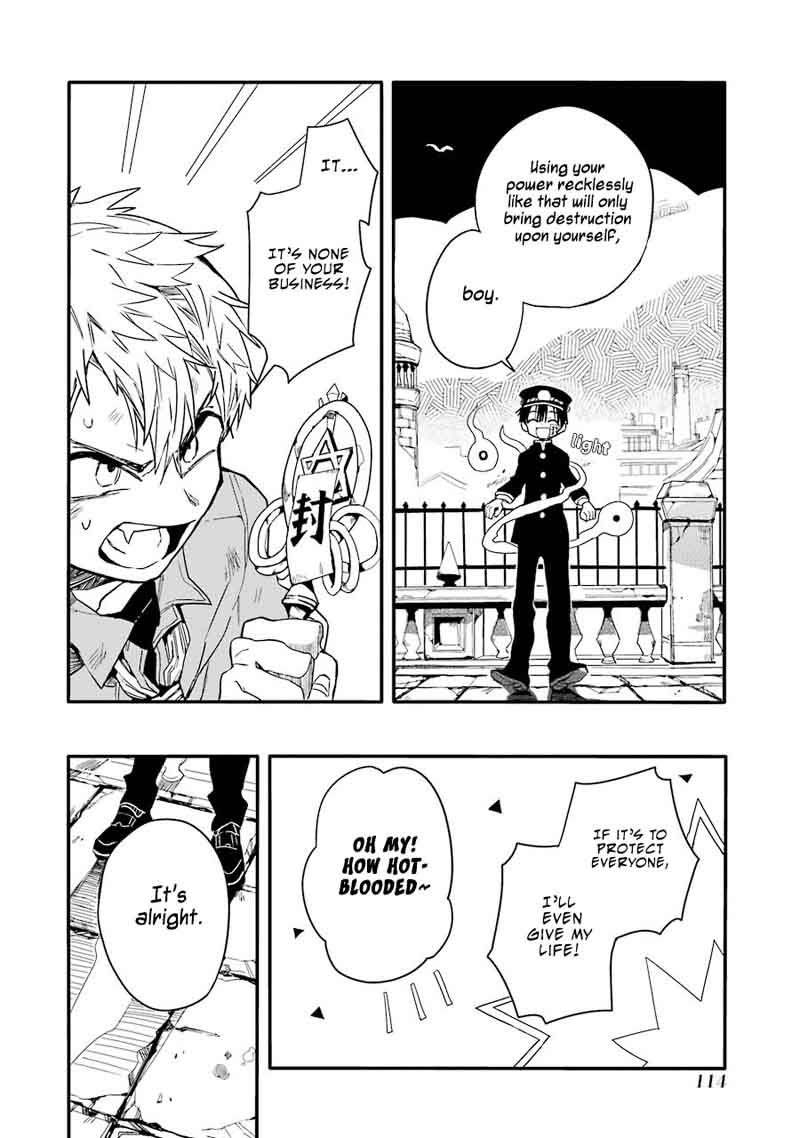 Using your
power recklessly
like that will only
bring destruction
upon yourself,
boy.
light
IT...
IT'S NONE
OF YOUR
BUSINESS!
封
IF IT'S TO
PROTECT
EVERYONE,
I'LL
EVEN
GIVE MY
LIFE!
OH MY!
HOW HOT-
BLOODED~
It's
alright.
114